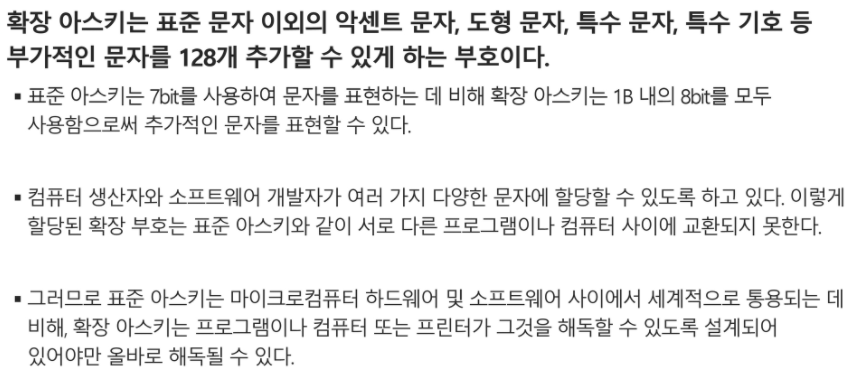 확장 아스키는 표준 문자 이외의 악센트 문자, 도형 문자, 특수 문자, 특수 기호 등
부가적인 문자를 128개 추가할 수 있게 하는 부호이다.
▪ 표준 아스키는 7bit를 사용하여 문자를 표현하는 데 비해 확장 아스키는 1B 내의 8bit를 모두
사용함으로써 추가적인 문자를 표현할 수 있다.
▪ 컴퓨터 생산자와 소프트웨어 개발자가 여러 가지 다양한 문자에 할당할 수 있도록 하고 있다. 이렇게
할당된 확장 부호는 표준 아스키와 같이 서로 다른 프로그램이나 컴퓨터 사이에 교환되지 못한다.
▪ 그러므로 표준 아스키는 마이크로컴퓨터 하드웨어 및 소프트웨어 사이에서 세계적으로 통용되는 데
비해, 확장 아스키는 프로그램이나 컴퓨터 또는 프린터가 그것을 해독할 수 있도록 설계되어
있어야만 올바로 해독될 수 있다.